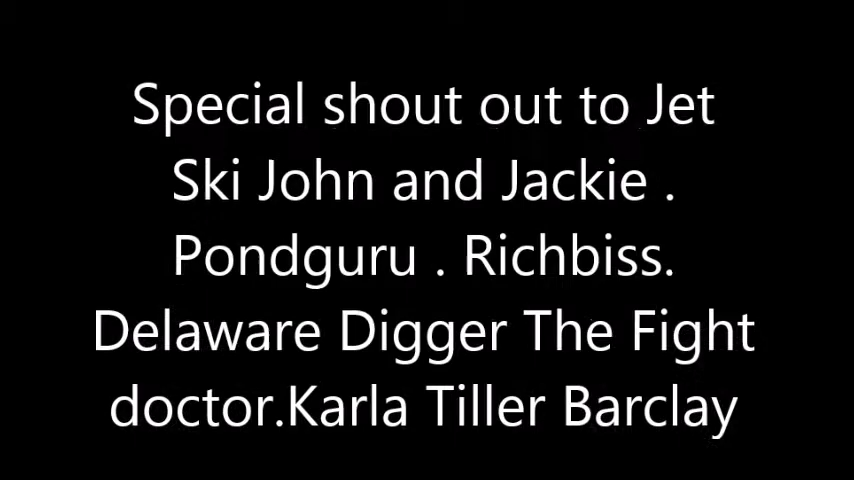 Special shout out to Jet
Ski John and Jackie .
Pondguru . Richbiss.
Delaware Digger The Fight
doctor.Karla Tiller Barclay